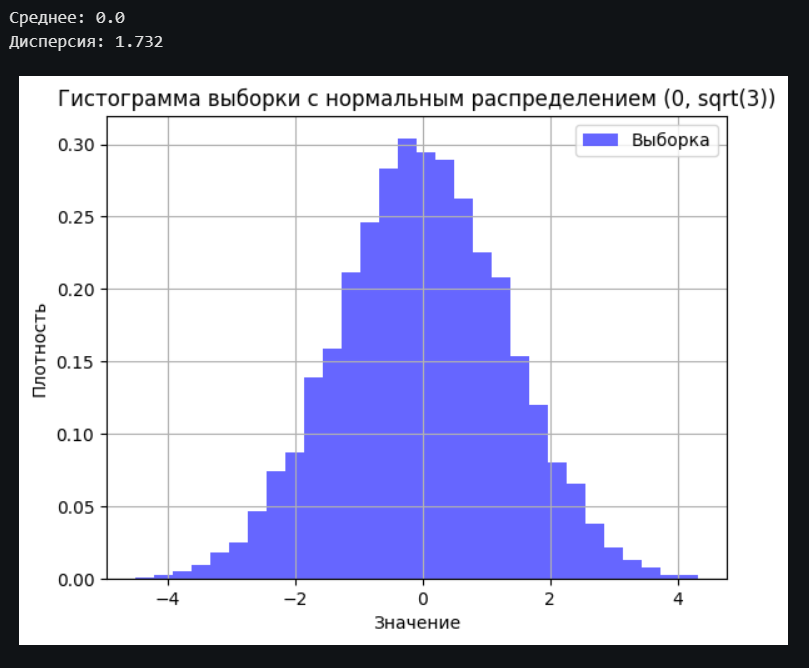 Среднее: 0.0
Дисперсия: 1.732
Гистограмма выборки с нормальным распределением (0, sqrt(3))
Выборка
0.30
0.25
0.20
0.15
0.10
0.05
0.00
Плотность
−4 −2 0 2 4
Значение